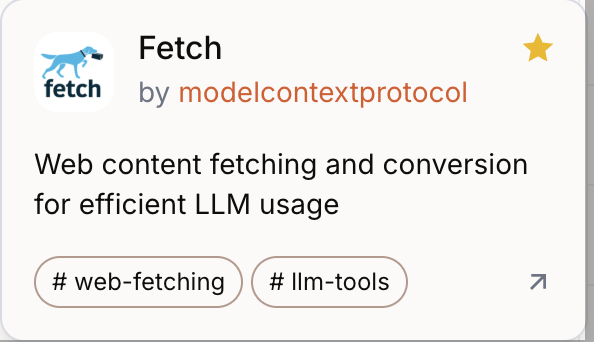 Fetch
fetch
by modelcontextprotocol
Web content fetching and conversion
for efficient LLM usage
# web-fetching
# llm-tools